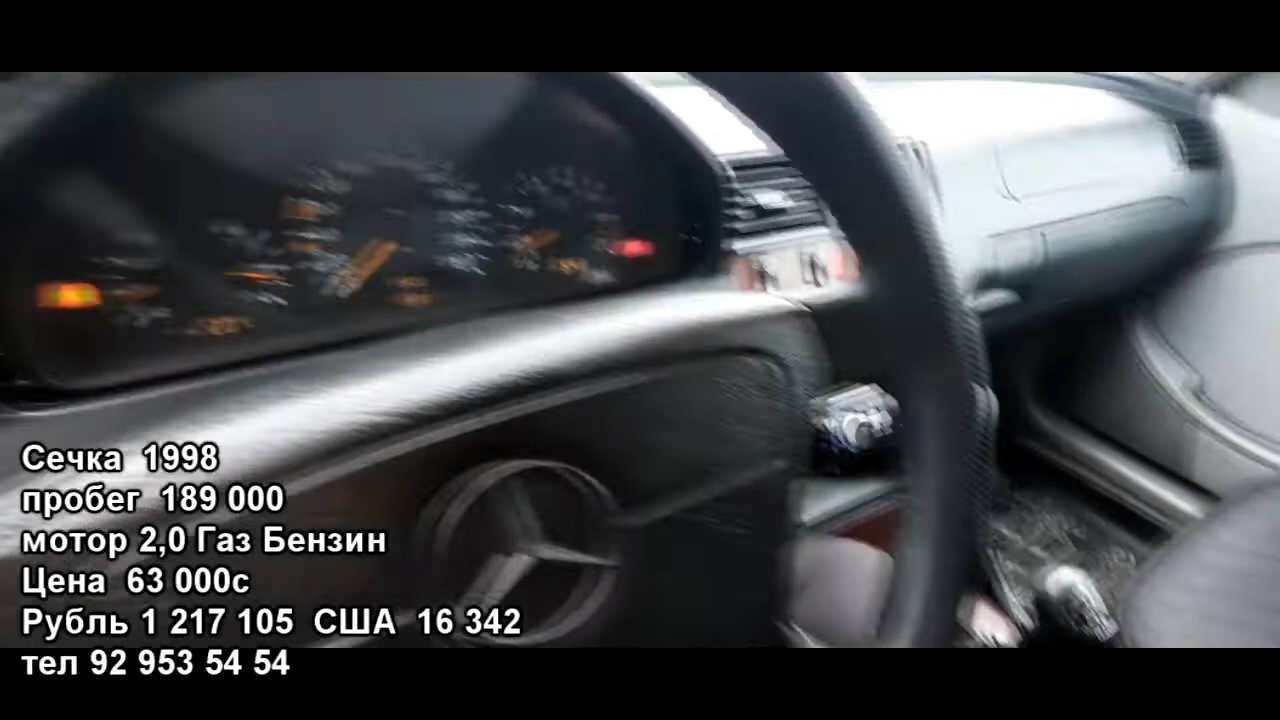 Сечка 1998
пробег 189 000
мотор 2,0 Газ Бензин
Цена 63 000с
Рубль 1 217 105 США 16 342
тел 92 953 54 54